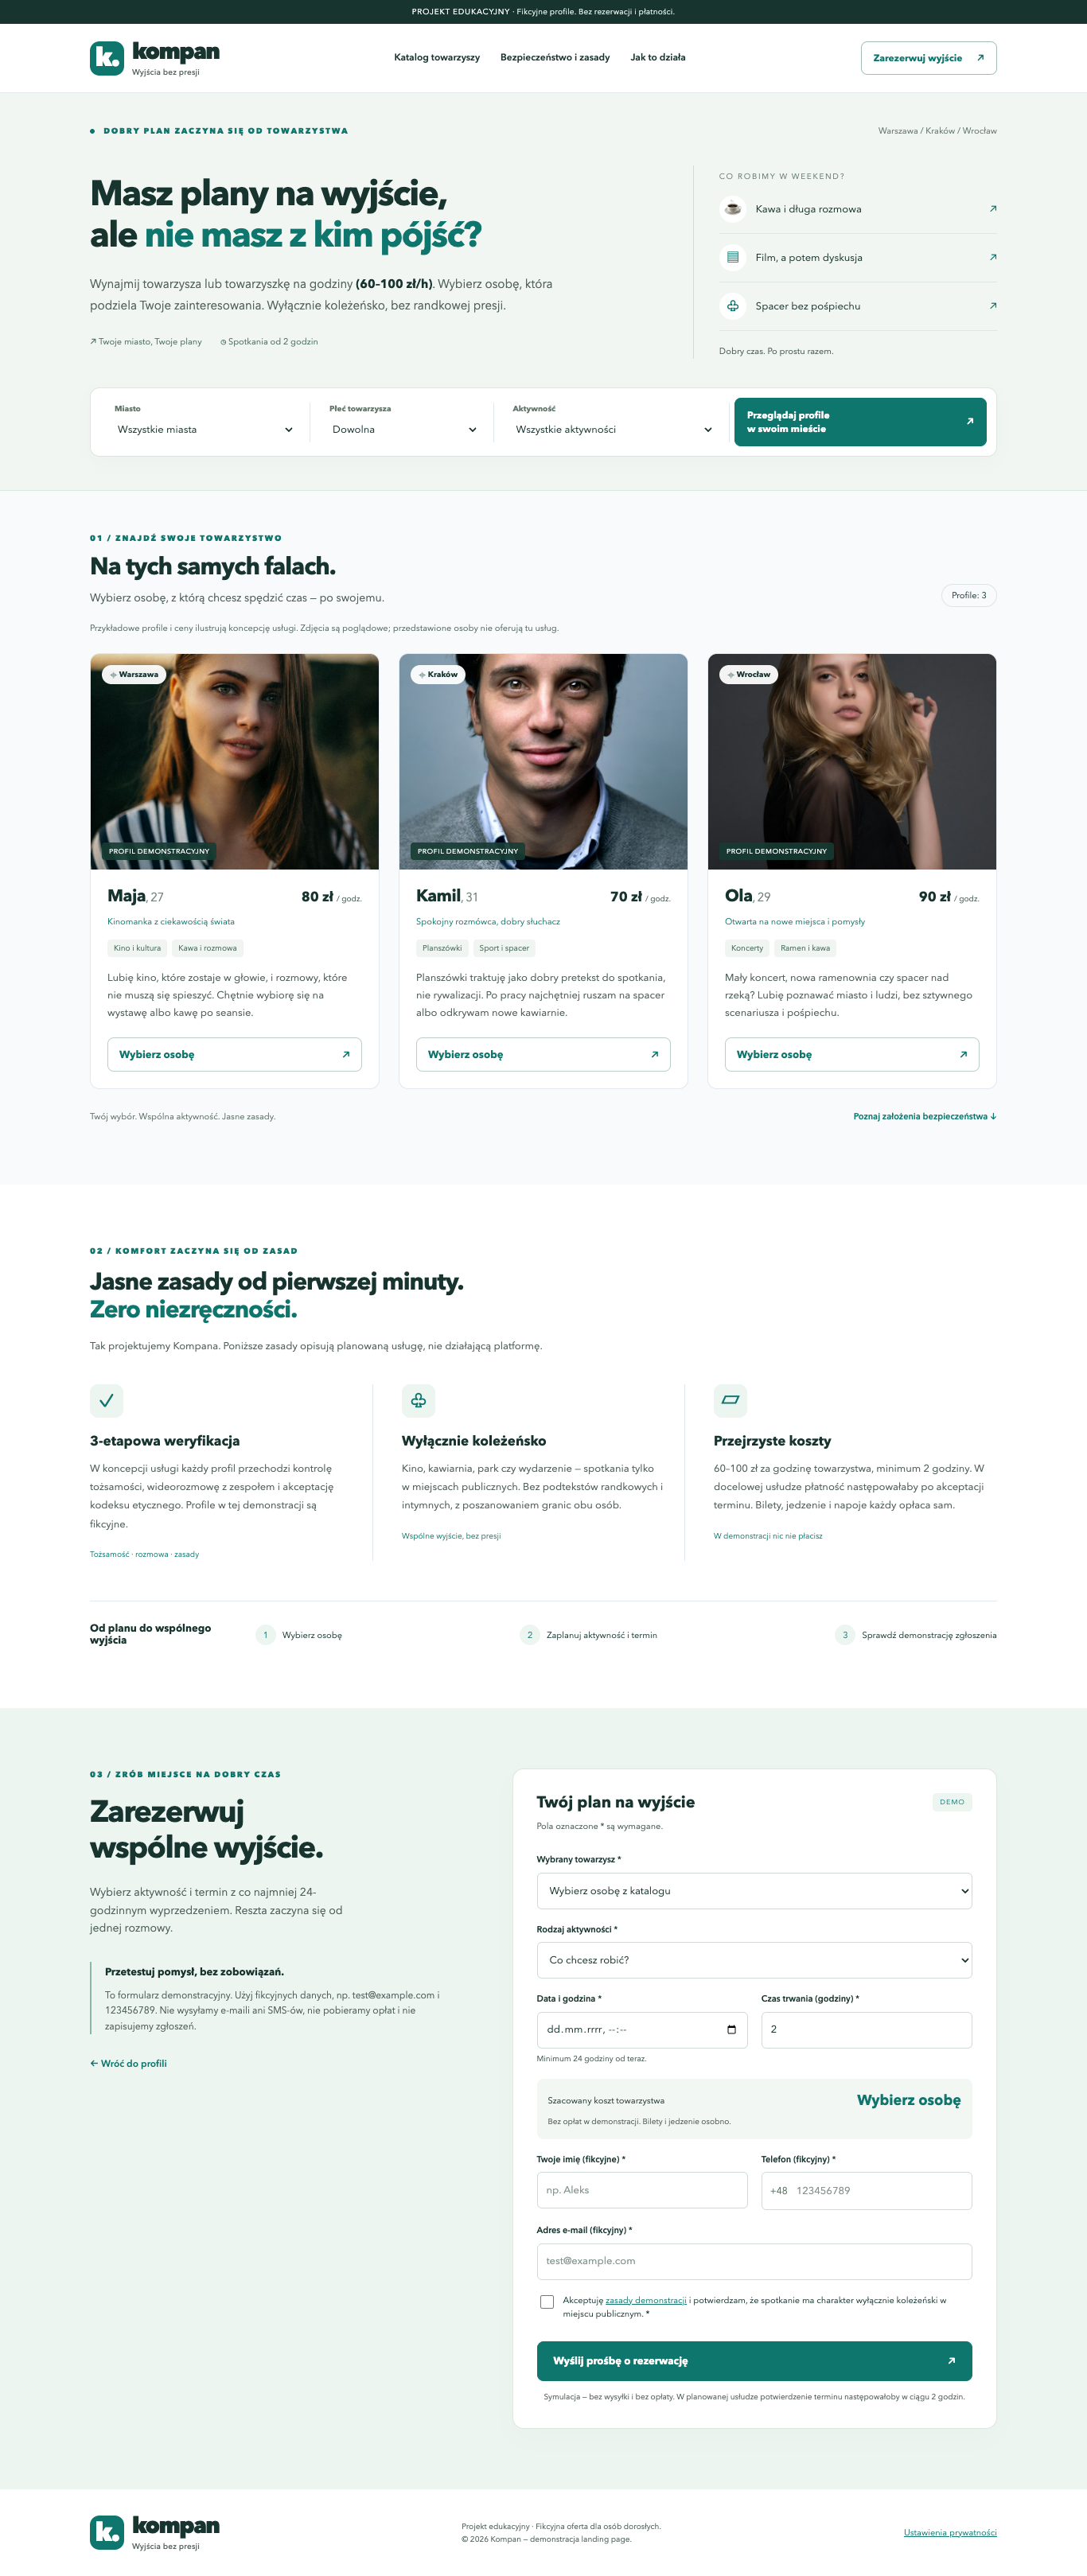 PROJEKT EDUKACYJNY · Fikcyjne profile. Bez rezerwacji i płatności.
k. kompan
Wyjścia bez presji
Katalog towarzyszy
Bezpieczeństwo i zasady
Jak to działa
Zarezerwuj wyjście ↗
DOBRY PLAN ZACZYNA SIĘ OD TOWARZYSTWA
Warszawa / Kraków / Wrocław
Masz plany na wyjście,
ale nie masz z kim pójść?
Wynajmij towarzysza lub towarzyszkę na godziny (60–100 zł/h). Wybierz osobę, która
podziela Twoje zainteresowania. Wyłącznie koleżeńsko, bez randkowej presji.
↗ Twoje miasto, Twoje plany
Spotkania od 2 godzin
CO ROBIMY W WEEKEND?
Kawa i długa rozmowa ↗
Film, a potem dyskusja ↗
Spacer bez pośpiechu ↗
Dobry czas. Po prostu razem.
Miasto
Wszystkie miasta
Płeć towarzysza
Dowolna
Aktywność
Wszystkie aktywności
Przeglądaj profile
w swoim mieście ↗
01 / ZNAJDŹ SWOJE TOWARZYSTWO
Na tych samych falach.
Wybierz osobę, z którą chcesz spędzić czas — po swojemu.
Profile: 3
Przykładowe profile i ceny ilustrują koncepcję usługi. Zdjęcia są poglądowe; przedstawione osoby nie oferują tu usług.
Warszawa
PROFIL DEMONSTRACYJNY
Maja, 27
80 zł / godz.
Kinomanka z ciekawością świata
Kino i kultura
Kawa i rozmowa
Lubię kino, które zostaje w głowie, i rozmowy, które
nie muszą się spieszyć. Chętnie wybiorę się na
wystawę albo kawę po seansie.
Wybierz osobę ↗
Kraków
PROFIL DEMONSTRACYJNY
Kamil, 31
70 zł / godz.
Spokojny rozmówca, dobry słuchacz
Planszówki
Sport i spacer
Planszówki traktuję jako dobry pretekst do spotkania,
nie rywalizacji. Po pracy najchętniej ruszam na spacer
albo odkrywam nowe kawiarnie.
Wybierz osobę ↗
Wrocław
PROFIL DEMONSTRACYJNY
Ola, 29
90 zł / godz.
Otwarta na nowe miejsca i pomysły
Koncerty
Ramen i kawa
Mały koncert, nowa ramenownia czy spacer nad
rzeką? Lubię poznawać miasto i ludzi, bez sztywnego
scenariusza i pośpiechu.
Wybierz osobę ↗
Twój wybór. Wspólna aktywność. Jasne zasady.
Poznaj założenia bezpieczeństwa ↓
02 / KOMFORT ZACZYNA SIĘ OD ZASAD
Jasne zasady od pierwszej minuty.
Zero niezręczności.
Tak projektujemy Kompana. Poniższe zasady opisują planowaną usługę, nie działającą platformę.
3-etapowa weryfikacja
W koncepcji usługi każdy profil przechodzi kontrolę
tożsamości, wideorozmowę z zespołem i akceptację
kodeksu etycznego. Profile w tej demonstracji są
fikcyjne.
Tożsamość · rozmowa · zasady
Wyłącznie koleżeńsko
Kino, kawiarnia, park czy wydarzenie — spotkania tylko
w miejscach publicznych. Bez podtekstów randkowych i
intymnych, z poszanowaniem granic obu osób.
Wspólne wyjście, bez presji
Przejrzyste koszty
60–100 zł za godzinę towarzystwa, minimum 2 godziny. W
docelowej usłudze płatność następowałaby po akceptacji
terminu. Bilety, jedzenie i napoje każdy opłaca sam.
W demonstracji nic nie płacisz
Od planu do wspólnego
wyjścia
1 Wybierz osobę
2 Zaplanuj aktywność i termin
3 Sprawdź demonstrację zgłoszenia
03 / ZRÓB MIEJSCE NA DOBRY CZAS
Zarezerwuj
wspólne wyjście.
Wybierz aktywność i termin z co najmniej 24-
godzinnym wyprzedzeniem. Reszta zaczyna się od
jednej rozmowy.
Przetestuj pomysł, bez zobowiązań.
To formularz demonstracyjny. Użyj fikcyjnych danych, np. test@example.com i
123456789. Nie wysyłamy e-maili ani SMS-ów, nie pobieramy opłat i nie
zapisujemy zgłoszeń.
← Wróć do profili
Twój plan na wyjście
DEMO
Pola oznaczone * są wymagane.
Wybrany towarzysz *
Wybierz osobę z katalogu
Rodzaj aktywności *
Co chcesz robić?
Data i godzina *
dd.mm.rrrr, --:--
Minimum 24 godziny od teraz.
Czas trwania (godziny) *
2
Szacowany koszt towarzystwa
Wybierz osobę
Bez opłat w demonstracji. Bilety i jedzenie osobno.
Twoje imię (fikcyjne) *
np. Aleks
Telefon (fikcyjny) *
+48 123456789
Adres e-mail (fikcyjny) *
test@example.com
Akceptuję zasady demonstracji i potwierdzam, że spotkanie ma charakter wyłącznie koleżeński w
miejscu publicznym. *
Wyślij prośbę o rezerwację ↗
Symulacja — bez wysyłki i bez opłaty. W planowanej usłudze potwierdzenie terminu następowałoby w ciągu 2 godzin.
k. kompan
Wyjścia bez presji
Projekt edukacyjny · Fikcyjna oferta dla osób dorosłych.
© 2026 Kompan — demonstracja landing page.
Ustawienia prywatności